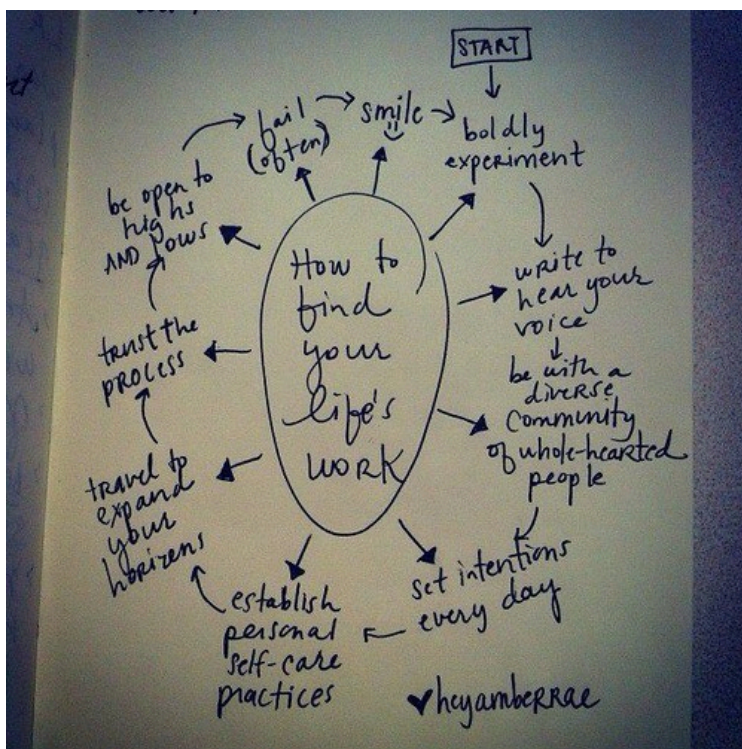 START
boldly
experiment
write to
hear your
voice
be with a
diverse
community
of whole-hearted
people
set intentions
every day
establish
personal
self-care
practices
travel to
expand
your
horizens
trust the
PROCESS
be open to
highs
AND lows
fail
(often)
smile
How to
find
your
life's
WORK
♥heyamberrae